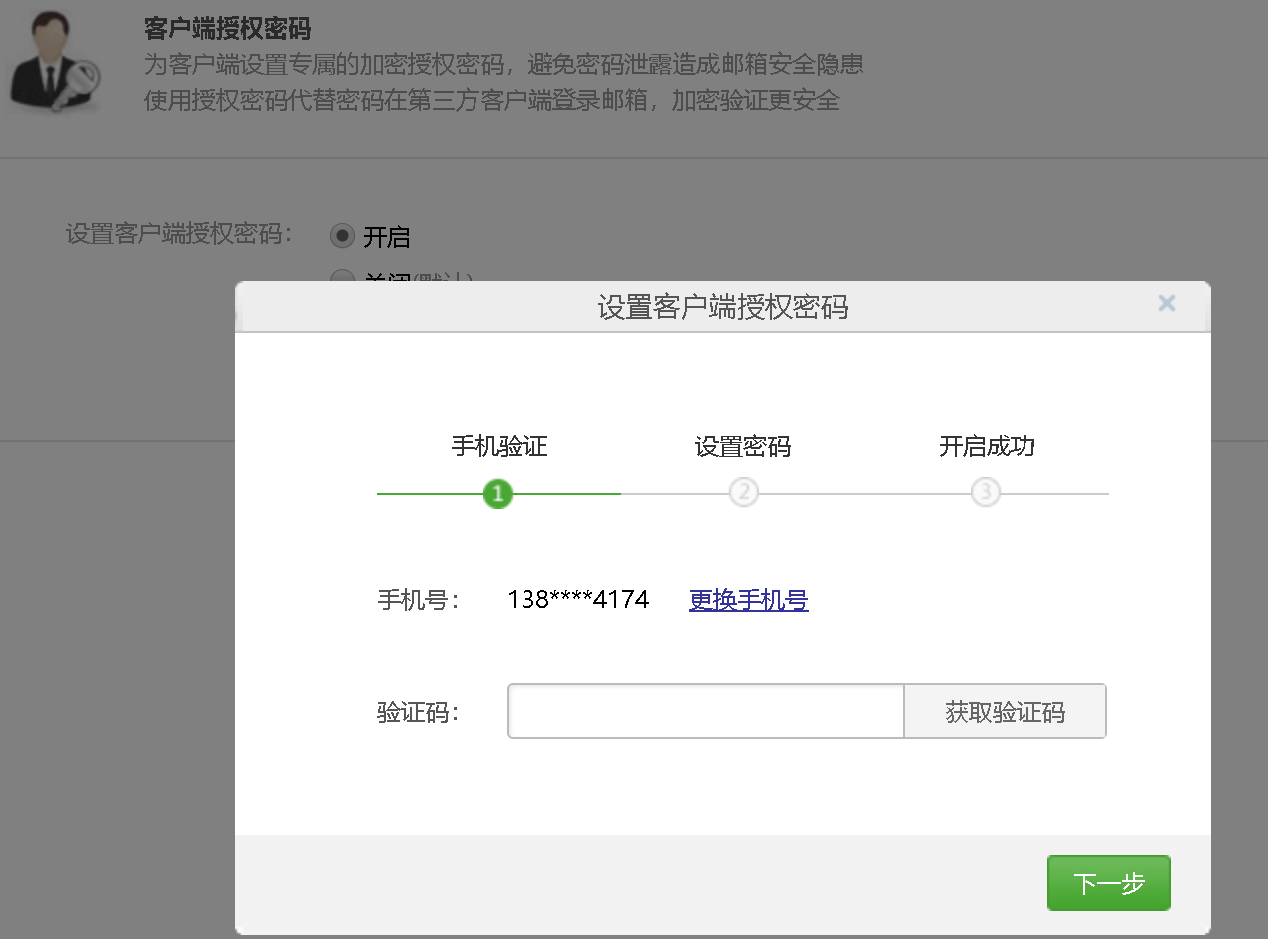 客户端授权密码
为客户端设置专属的加密授权密码，避免密码泄露造成邮箱安全隐患
使用授权密码代替密码在第三方客户端登录邮箱，加密验证更安全
设置客户端授权密码： 开启
关闭(默认)
设置客户端授权密码 ×
手机验证 设置密码 开启成功
1 2 3
手机号： 138****4174 更换手机号
验证码： 获取验证码
下一步